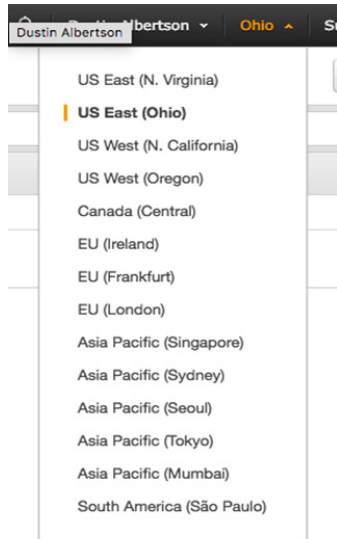 Dustin Albertson
lbertson Ohio
US East (N. Virginia)
US East (Ohio)
US West (N. California)
US West (Oregon)
Canada (Central)
EU (Ireland)
EU (Frankfurt)
EU (London)
Asia Pacific (Singapore)
Asia Pacific (Sydney)
Asia Pacific (Seoul)
Asia Pacific (Tokyo)
Asia Pacific (Mumbai)
South America (São Paulo)